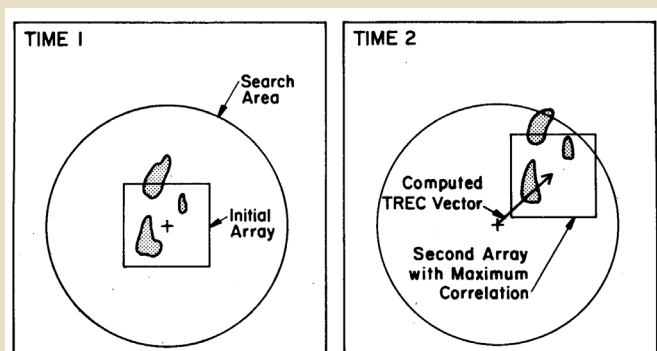 TIME 1
Search
Area
Initial
Array
TIME 2
Computed
TREC Vector
Second Array
with Maximum
Correlation